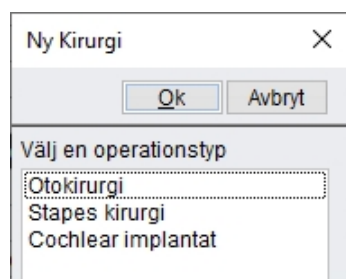 Ny Kirurgi
Ok Avbryt
Välj en operationstyp
Otokirurgi
Stapes kirurgi
Cochlear implantat